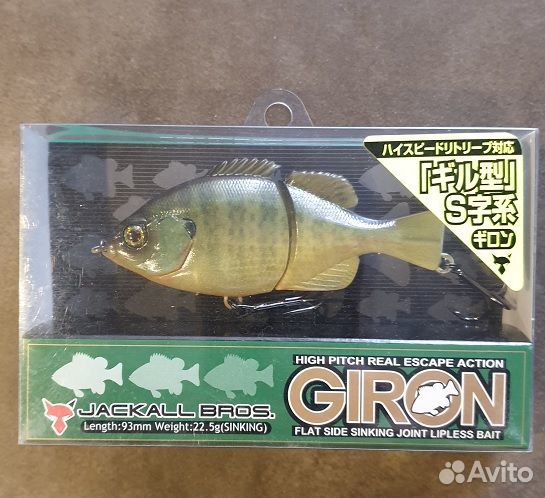 ハイスピードリトリーブ対応
「ギル型」
S字系
ギロン
HIGH PITCH REAL ESCAPE ACTION
GIRON
JACKALL BROS.
Length:93mm Weight:22.5g(SINKING)
FLAT SIDE SINKING JOINT LIPLESS BAIT
Avito